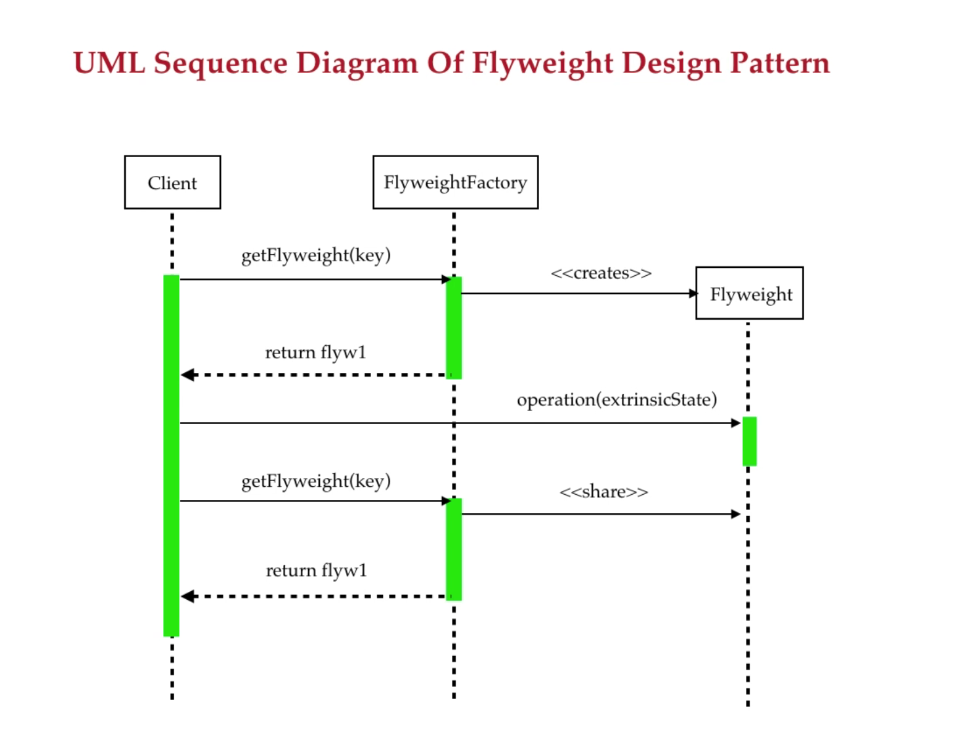 UML Sequence Diagram Of Flyweight Design Pattern
Client
FlyweightFactory
getFlyweight(key)
<<creates>>
Flyweight
return flyw1
operation(extrinsicState)
getFlyweight(key)
<<share>>
return flyw1